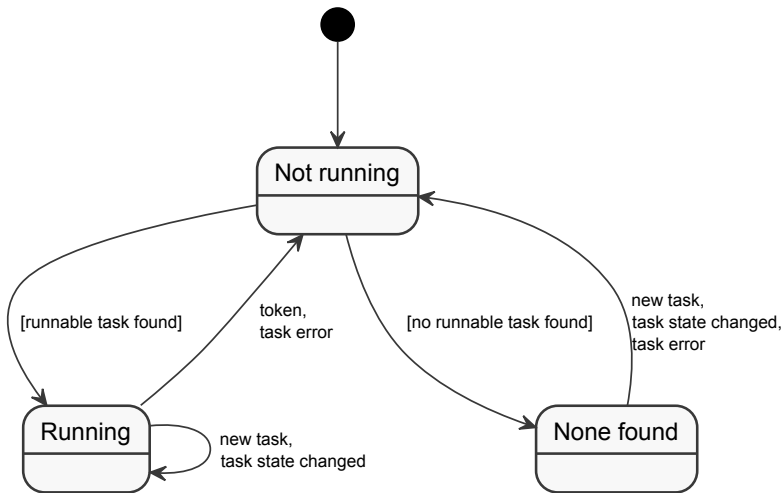 Not running
[runnable task found]
token,
task error
[no runnable task found]
new task,
task state changed,
task error
Running
new task,
task state changed
None found